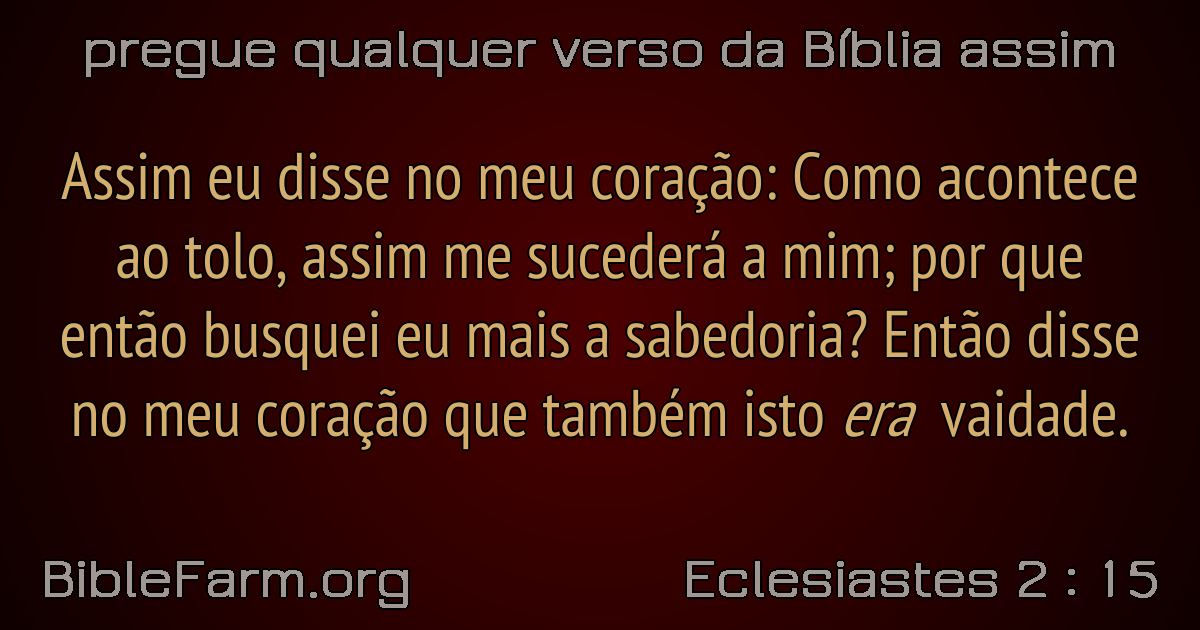 pregue qualquer verso da Bíblia assim
Assim eu disse no meu coração: Como acontece
ao tolo, assim me sucederá a mim; por que
então busquei eu mais a sabedoria? Então disse
no meu coração que também isto era vaidade.
BibleFarm.org
Eclesiastes 2 : 15